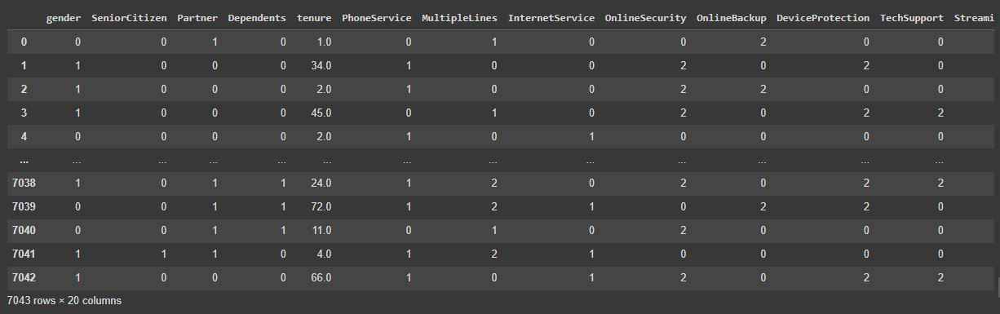 gender SeniorCitizen Partner Dependents tenure PhoneService MultipleLines InternetService OnlineSecurity OnlineBackup DeviceProtection TechSupport Streami
0 0 0 1 0 1.0 0 1 0 0 2 0 0
1 1 0 0 0 34.0 1 0 0 2 0 2 0
2 1 0 0 0 2.0 1 0 0 2 2 0 0
3 1 0 0 0 45.0 0 1 0 2 0 2 2
4 0 0 0 0 2.0 1 0 1 0 0 0 0
... ... ... ... ... ... ... ... ... ... ... ... ...
7038 1 0 1 1 24.0 1 2 0 2 0 2 2
7039 0 0 1 1 72.0 1 2 1 0 2 2 0
7040 0 0 1 1 11.0 0 1 0 2 0 0 0
7041 1 1 1 0 4.0 1 2 1 0 0 0 0
7042 1 0 0 0 66.0 1 0 1 2 0 2 2
7043 rows × 20 columns